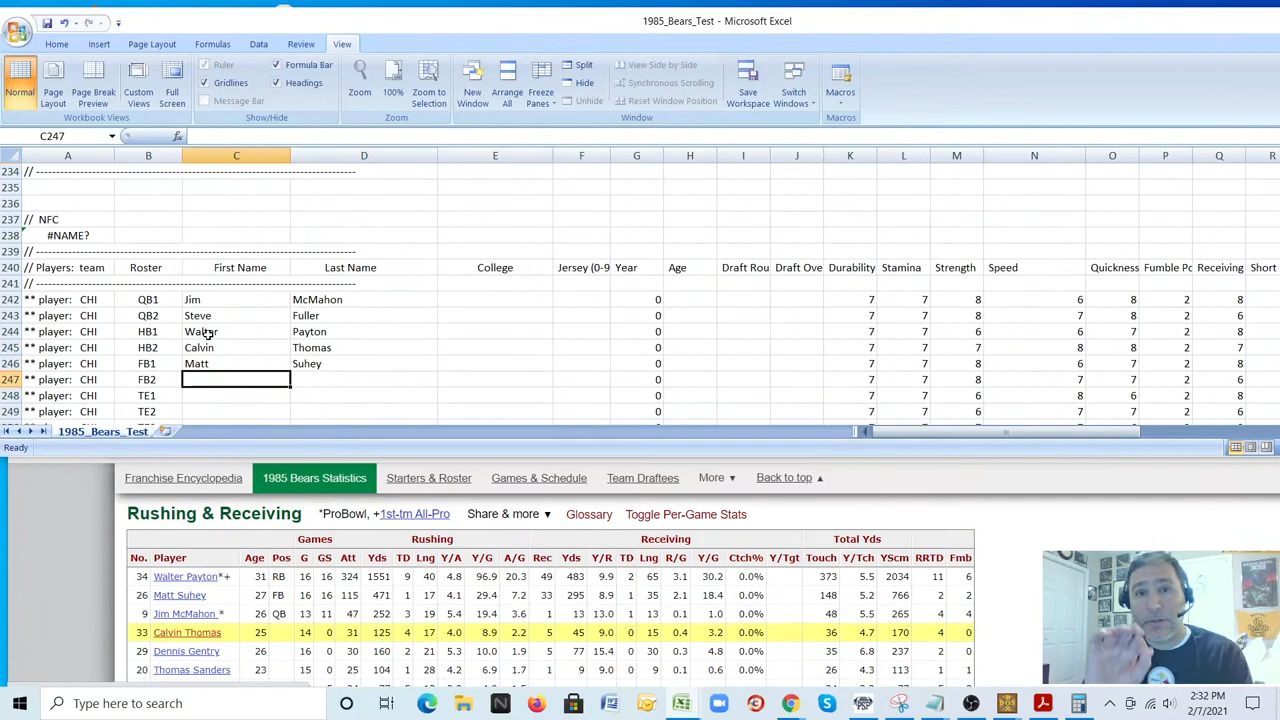 1985_Bears_Test - Microsoft Excel
Home Insert Page Layout Formulas Data Review View
Normal Page Layout Page Break Preview Custom Views Full Screen
Ruler Formula Bar
Gridlines Headings
Message Bar
Zoom 100% Zoom to Selection
New Window Arrange All Freeze Panes
Split View Side by Side
Hide Synchronous Scrolling
Unhide Reset Window Position
Save Workspace Switch Windows Macros
Workbook Views Show/Hide Zoom Window Macros
C247 fx
A B C D E F G H I J K L M N O P Q R
234 // ------------------------------------------------------------------------------------
235
236
237 // NFC
238 #NAME?
239 // ------------------------------------------------------------------------------------
240 // Players: team Roster First Name Last Name College Jersey (0-9 Year Age Draft Rou Draft Ove Durability Stamina Strength Speed Quickness Fumble Po Receiving Short
241 // ------------------------------------------------------------------------------------
242 ** player: CHI QB1 Jim McMahon 0 7 7 8 6 8 2 8
243 ** player: CHI QB2 Steve Fuller 0 7 7 8 6 7 2 6
244 ** player: CHI HB1 Walter Payton 0 7 7 6 6 7 2 8
245 ** player: CHI HB2 Calvin Thomas 0 7 7 7 8 8 2 7
246 ** player: CHI FB1 Matt Suhey 0 7 7 8 6 7 2 8
247 ** player: CHI FB2 0 7 7 8 7 7 2 6
248 ** player: CHI TE1 0 7 7 6 8 6 2 8
249 ** player: CHI TE2 0 7 7 6 7 7 2 6
1985_Bears_Test
Ready
Franchise Encyclopedia 1985 Bears Statistics Starters & Roster Games & Schedule Team Draftees More ▼ Back to top ▲
Rushing & Receiving *ProBowl, +1st-tm All-Pro Share & more ▼ Glossary Toggle Per-Game Stats
Games Rushing Receiving Total Yds
No. Player Age Pos G GS Att Yds TD Lng Y/A Y/G A/G Rec Yds Y/R TD Lng R/G Y/G Ctch% Y/Tgt Touch Y/Tch YScm RRTD Fmb
34 Walter Payton*+ 31 RB 16 16 324 1551 9 40 4.8 96.9 20.3 49 483 9.9 2 65 3.1 30.2 0.0% 373 5.5 2034 11 6
26 Matt Suhey 27 FB 16 16 115 471 1 17 4.1 29.4 7.2 33 295 8.9 1 35 2.1 18.4 0.0% 148 5.2 766 2 2
9 Jim McMahon * 26 QB 13 11 47 252 3 19 5.4 19.4 3.6 1 13 13.0 1 13 0.1 1.0 0.0% 48 5.5 265 4 4
33 Calvin Thomas 25 14 0 31 125 4 17 4.0 8.9 2.2 5 45 9.0 0 15 0.4 3.2 0.0% 36 4.7 170 4 0
29 Dennis Gentry 26 16 0 30 160 2 21 5.3 10.0 1.9 5 77 15.4 0 30 0.3 4.8 0.0% 35 6.8 237 2 0
20 Thomas Sanders 23 15 0 25 104 1 28 4.2 6.9 1.7 1 9 9.0 0 9 0.1 0.6 0.0% 26 4.3 113 1 1
Type here to search
2:32 PM
2/7/2021